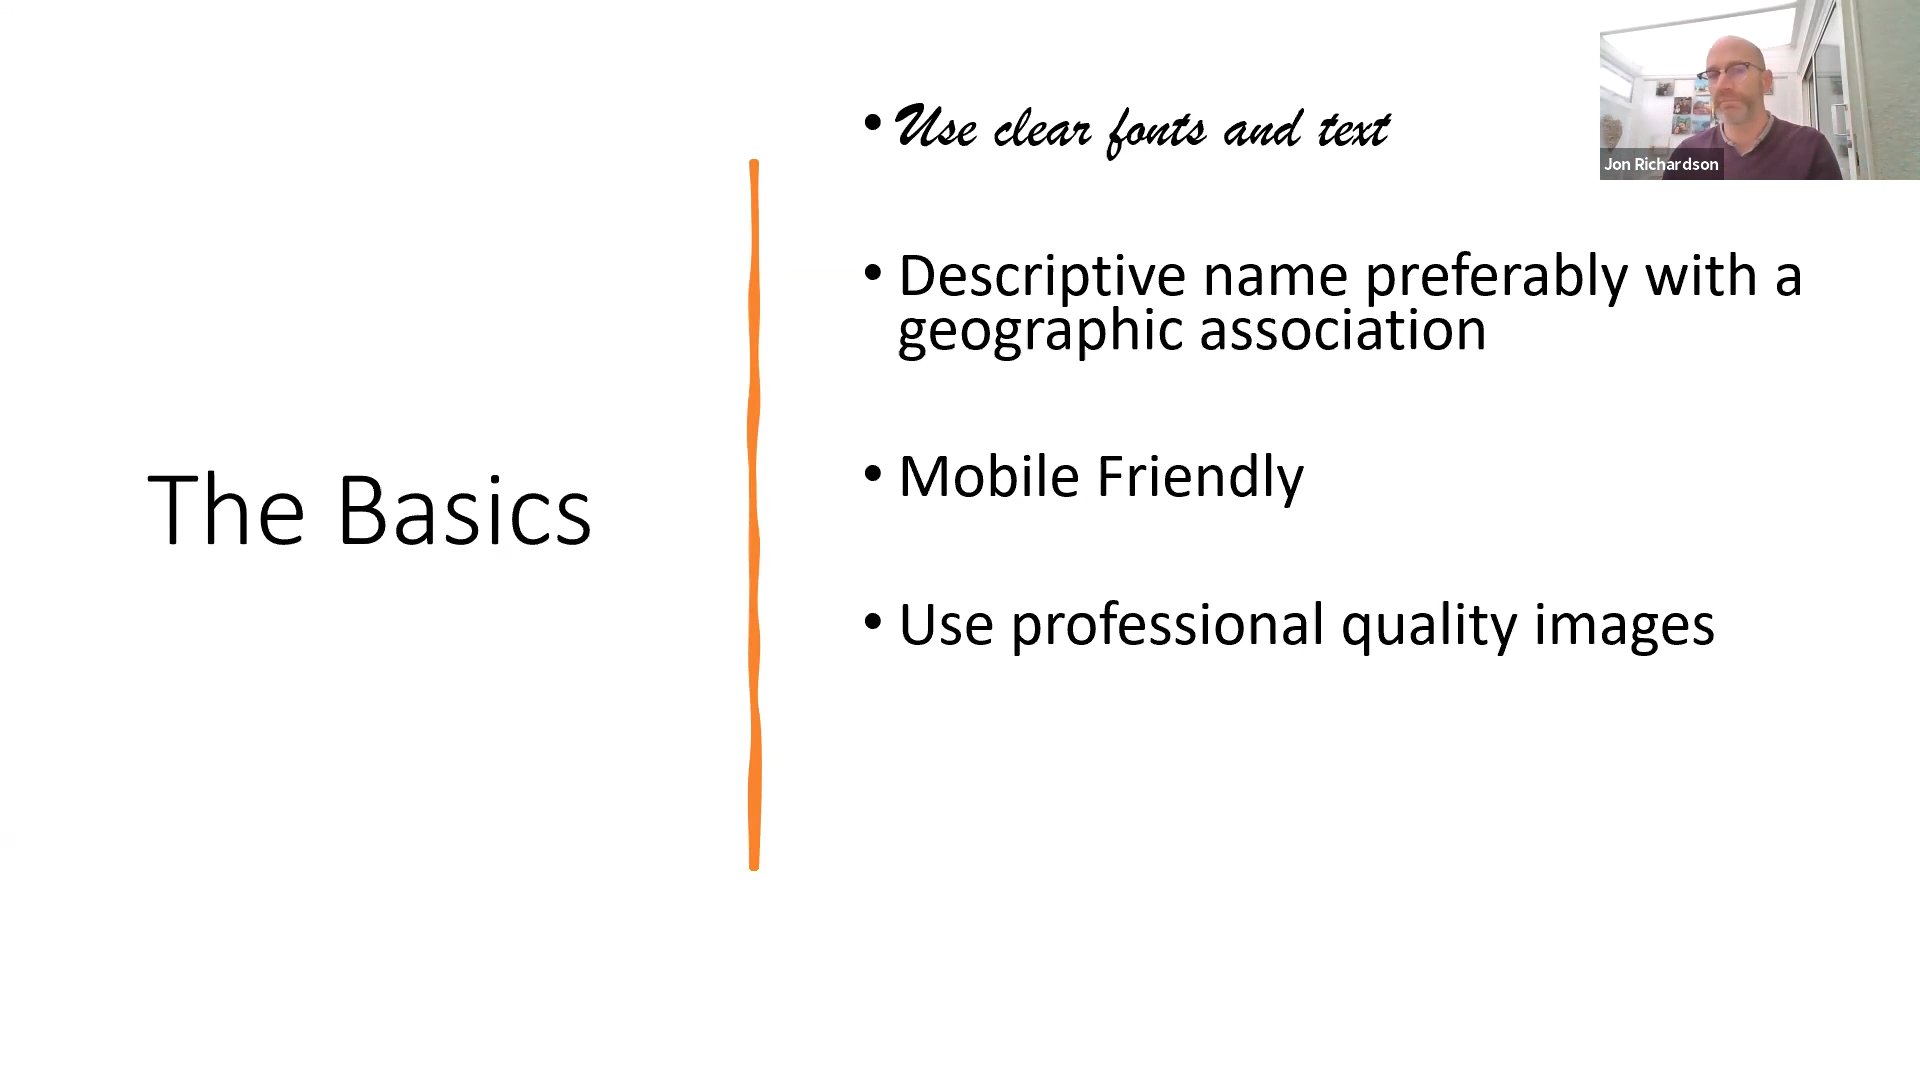 The Basics
• Use clear fonts and text
• Descriptive name preferably with a
geographic association
• Mobile Friendly
• Use professional quality images
Jon Richardson